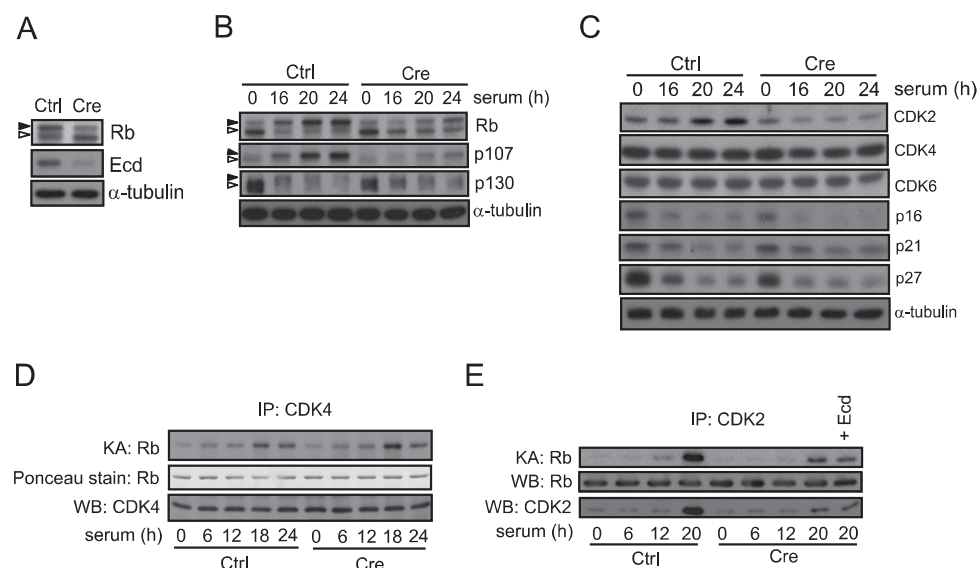 A
Ctrl Cre
Rb
Ecd
α-tubulin
B
Ctrl Cre
0 16 20 24 0 16 20 24 serum (h)
Rb
p107
p130
α-tubulin
C
Ctrl Cre
0 16 20 24 0 16 20 24 serum (h)
CDK2
CDK4
CDK6
p16
p21
p27
α-tubulin
D
IP: CDK4
KA: Rb
Ponceau stain: Rb
WB: CDK4
serum (h) 0 6 12 18 24 0 6 12 18 24
Ctrl Cre
E
IP: CDK2
+ Ecd
KA: Rb
WB: Rb
WB: CDK2
serum (h) 0 6 12 20 0 6 12 20 20
Ctrl Cre